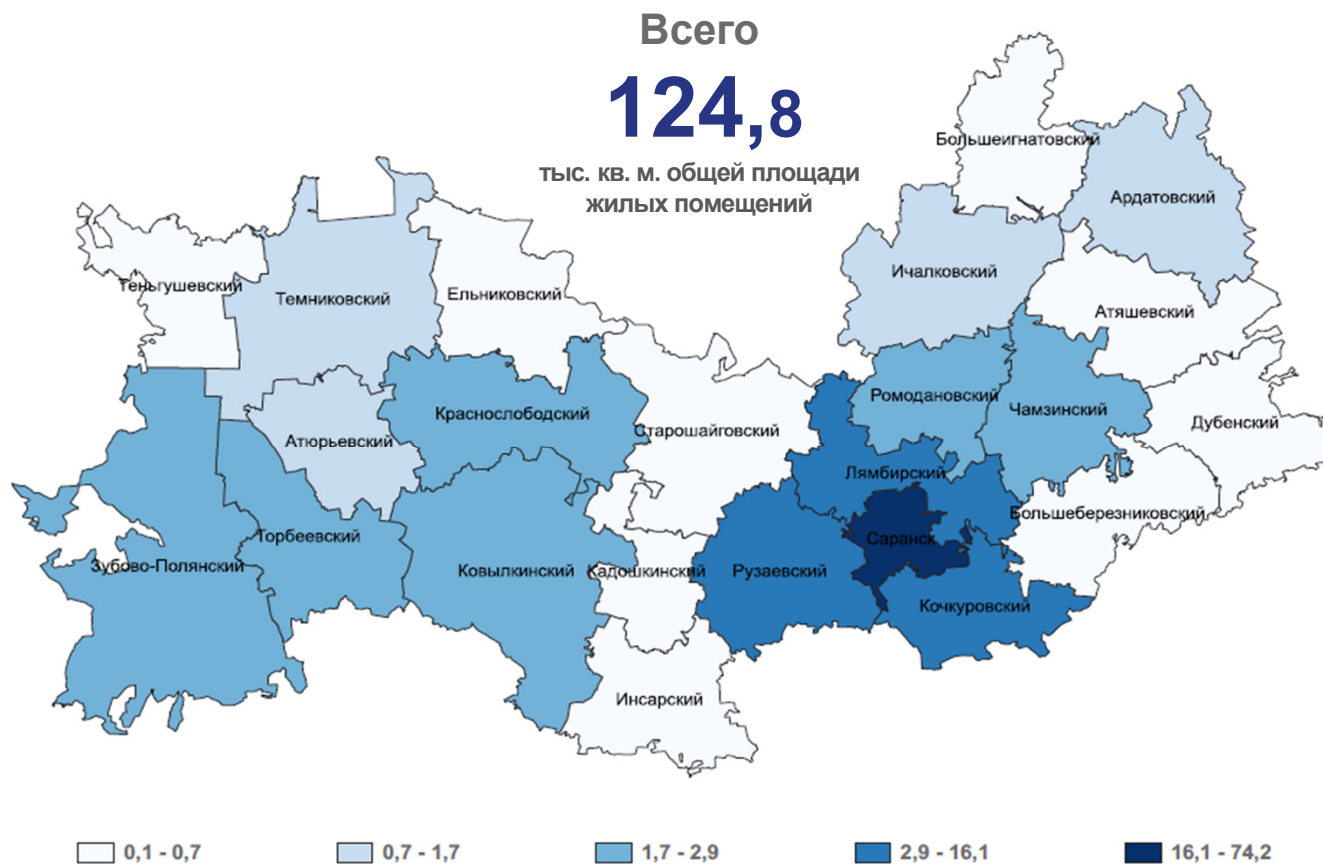 Всего
124,8
тыс. кв. м. общей площади
жилых помещений
Большеигнатовский
Ардатовский
Ичалковский
Теньгушевский
Темниковский
Ельниковский
Атяшевский
Ромодановский
Чамзинский
Краснослободский
Старошайговский
Дубенский
Атюрьевский
Лямбирский
Большеберезниковский
Торбеевский
Саранск
Зубово-Полянский
Ковылкинский
Кадошкинский
Рузаевский
Кочкуровский
Инсарский
0,1 - 0,7
0,7 - 1,7
1,7 - 2,9
2,9 - 16,1
16,1 - 74,2